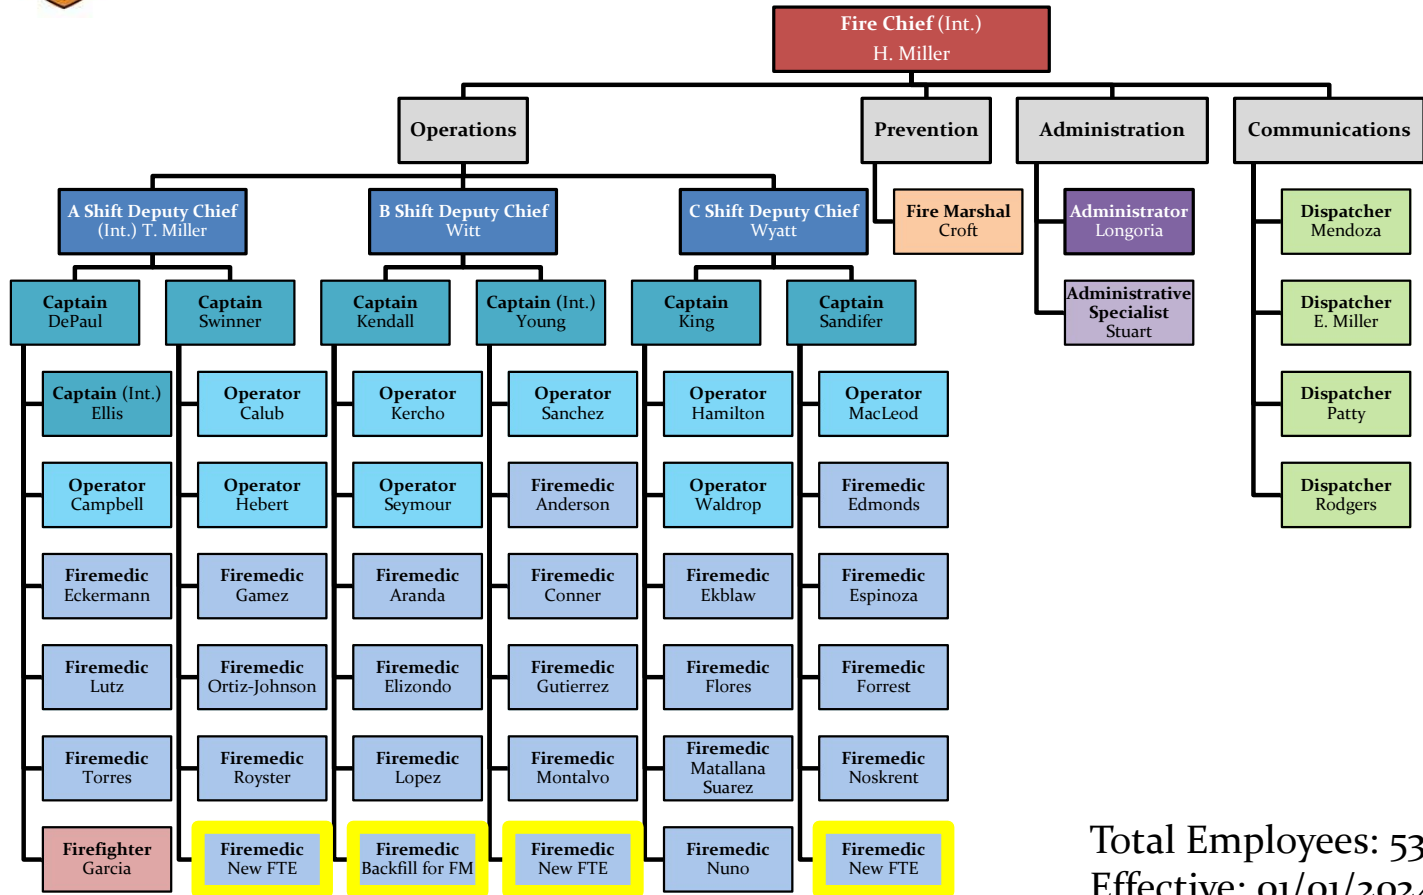 Fire Chief (Int.)
H. Miller
Operations
Prevention
Administration
Communications
A Shift Deputy Chief
(Int.) T. Miller
B Shift Deputy Chief
Witt
C Shift Deputy Chief
Wyatt
Fire Marshal
Croft
Administrator
Longoria
Dispatcher
Mendoza
Captain
DePaul
Captain
Swinner
Captain
Kendall
Captain (Int.)
Young
Captain
King
Captain
Sandifer
Administrative
Specialist
Stuart
Dispatcher
E. Miller
Captain (Int.)
Ellis
Operator
Calub
Operator
Kercho
Operator
Sanchez
Operator
Hamilton
Operator
MacLeod
Dispatcher
Patty
Operator
Campbell
Operator
Hebert
Operator
Seymour
Firemedic
Anderson
Operator
Waldrop
Firemedic
Edmonds
Dispatcher
Rodgers
Firemedic
Eckermann
Firemedic
Gamez
Firemedic
Aranda
Firemedic
Conner
Firemedic
Ekblaw
Firemedic
Espinoza
Firemedic
Lutz
Firemedic
Ortiz-Johnson
Firemedic
Elizondo
Firemedic
Gutierrez
Firemedic
Flores
Firemedic
Forrest
Firemedic
Torres
Firemedic
Royster
Firemedic
Lopez
Firemedic
Montalvo
Firemedic
Matallana
Suarez
Firemedic
Noskrent
Firefighter
Garcia
Firemedic
New FTE
Firemedic
Backfill for FM
Firemedic
New FTE
Firemedic
Nuno
Firemedic
New FTE
Total Employees: 53
Effective: